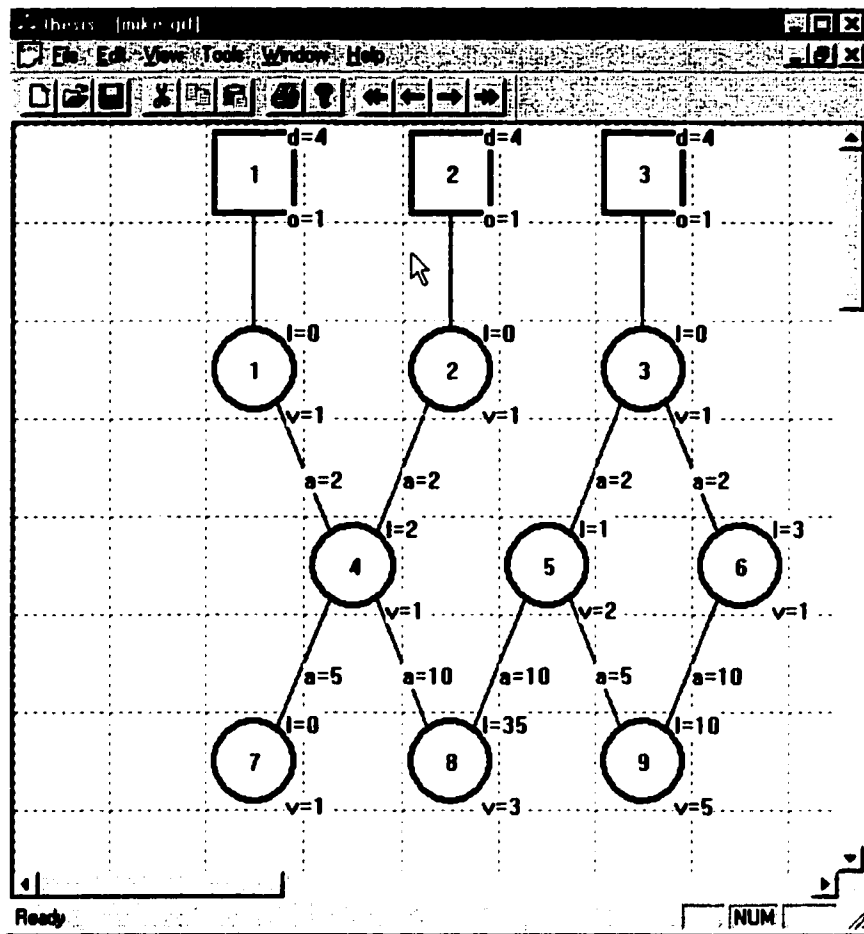 thesis - [mike.gif]
File Edit View Tools Window Help
d=4 d=4 d=4
1 2 3
o=1 o=1 o=1
l=0 l=0 l=0
1 2 3
v=1 v=1 v=1
a=2 a=2 a=2 a=2
l=2 l=1 l=3
4 5 6
v=1 v=2 v=1
a=5 a=10 a=10 a=5 a=10
l=0 l=35 l=10
7 8 9
v=1 v=3 v=5
Ready NUM